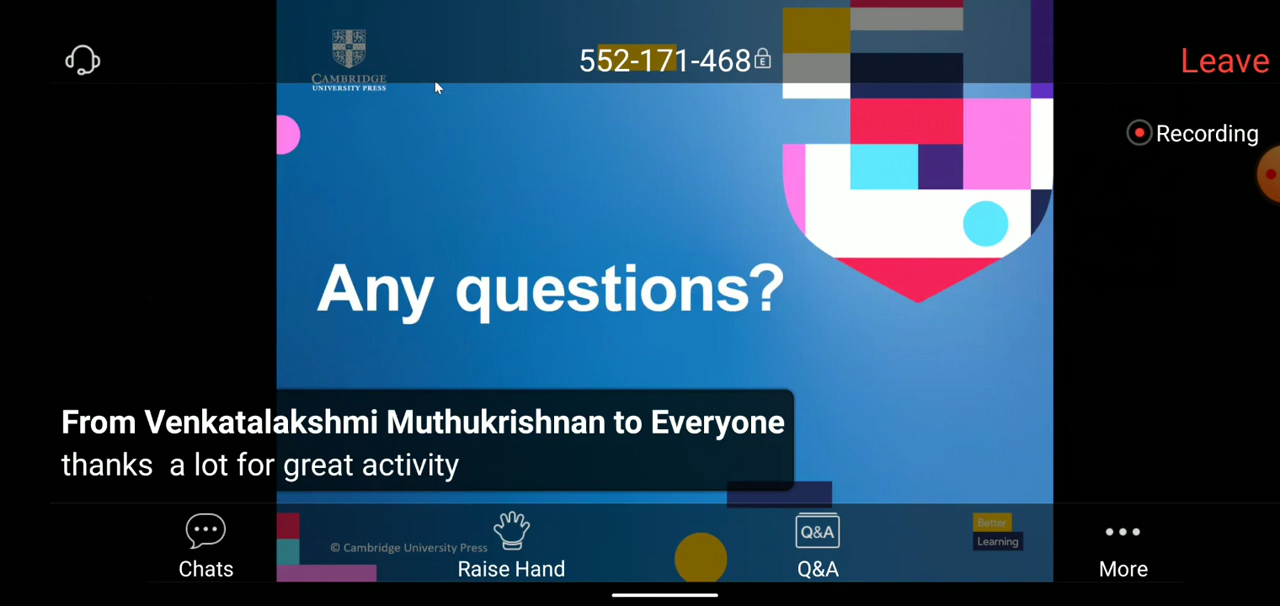 CAMBRIDGE
UNIVERSITY PRESS
552-171-468
E
Leave
Recording
Any questions?
From Venkatalakshmi Muthukrishnan to Everyone
thanks  a lot for great activity
Chats
© Cambridge University Press
Raise Hand
Q&A
Q&A
Better
Learning
More